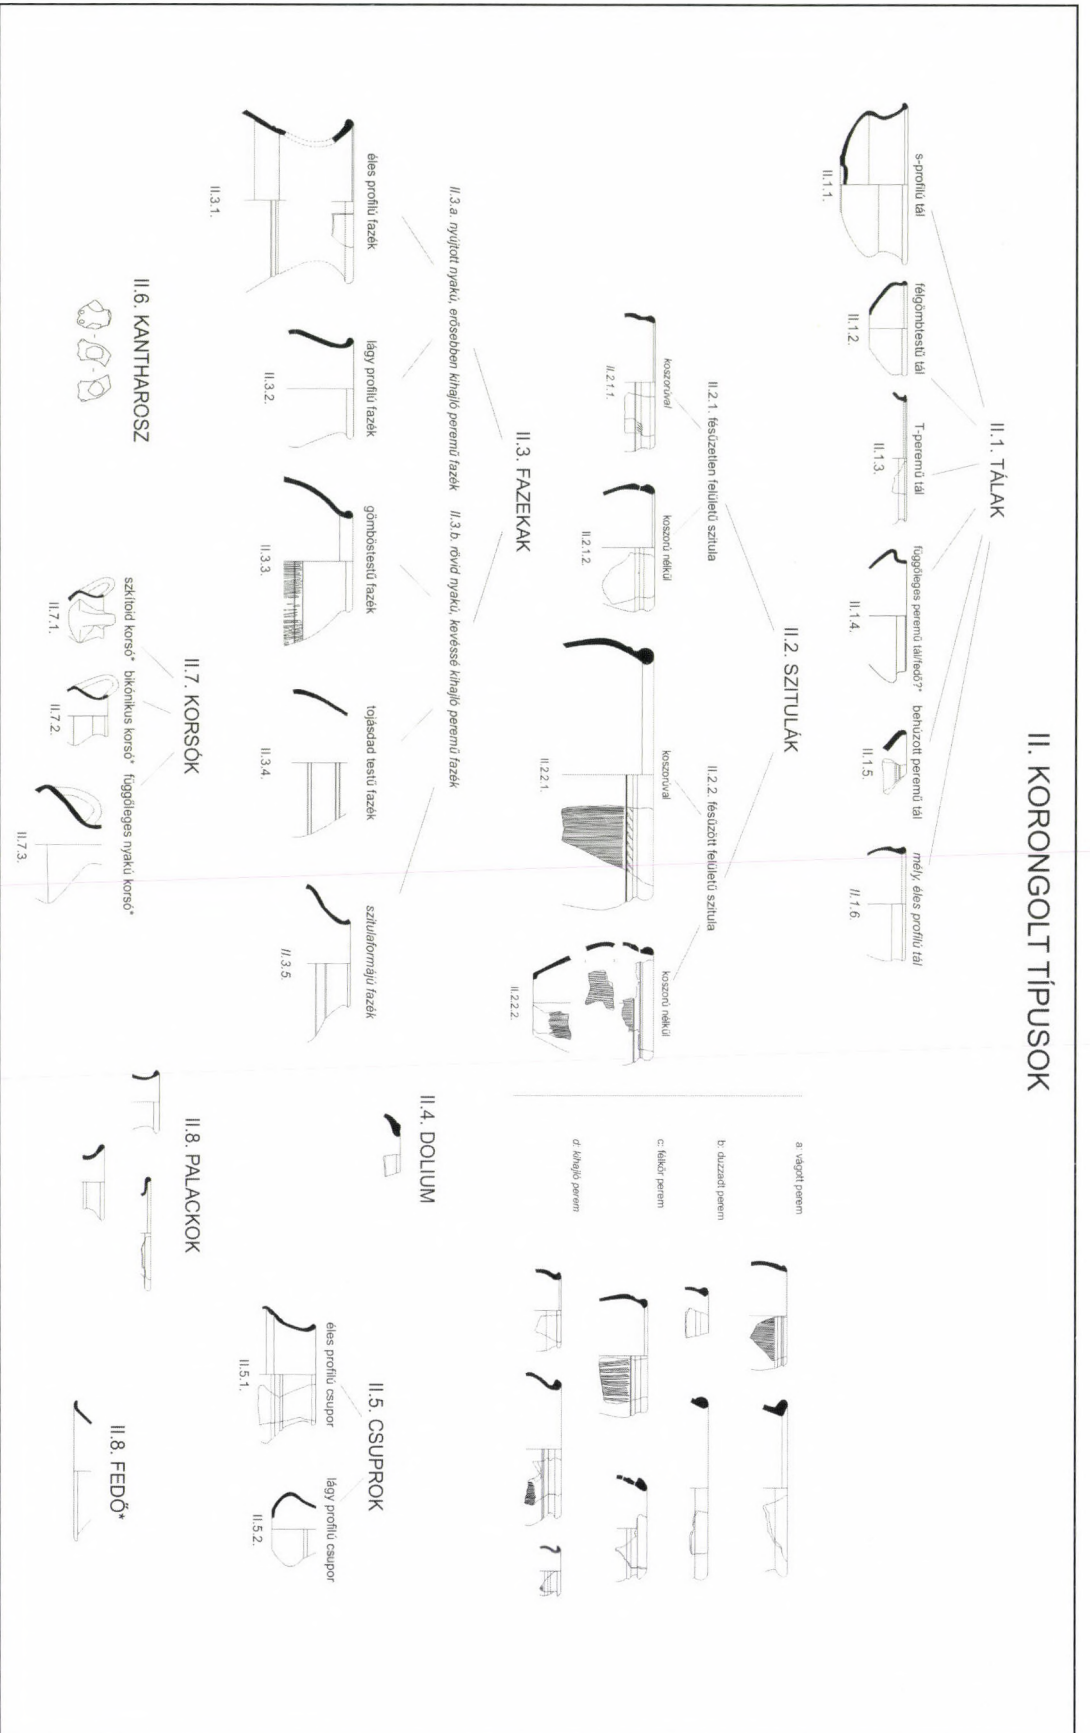 II. KORONGOLT TÍPUSOK
II.1. TÁLAK
s-profilú tál
félgömbtestű tál
T-peremű tál
függőleges peremű tál/fedő?*
behúzott peremű tál
mély, éles profilú tál
II.1.1.
II.1.2.
II.1.3.
II.1.4.
II.1.5.
II.1.6.
II.2. SZITULÁK
II.2.1. fésűzetlen felületű szitula
II.2.2. fésűzött felületű szitula
koszorúval
koszorú nélkül
koszorúval
koszorú nélkül
II.2.1.1.
II.2.1.2.
II.2.2.1.
II.2.2.2.
a: vágott perem
b: duzzadt perem
c: félkör perem
d: kihajló perem
II.3. FAZEKAK
II.3.a. nyújtott nyakú, erősebben kihajló peremű fazék
II.3.b. rövid nyakú, kevéssé kihajló peremű fazék
éles profilú fazék
lágy profilú fazék
gömböstestű fazék
tojásdad testű fazék
szitulaformájú fazék
II.3.1.
II.3.2.
II.3.3.
II.3.4.
II.3.5.
II.4. DOLIUM
II.5. CSUPROK
éles profilú csupor
lágy profilú csupor
II.5.1.
II.5.2.
II.6. KANTHAROSZ
II.7. KORSÓK
szkítoid korsó*
bikónikus korsó*
függőleges nyakú korsó*
II.7.1.
II.7.2.
II.7.3.
II.8. PALACKOK
II.8. FEDŐ*